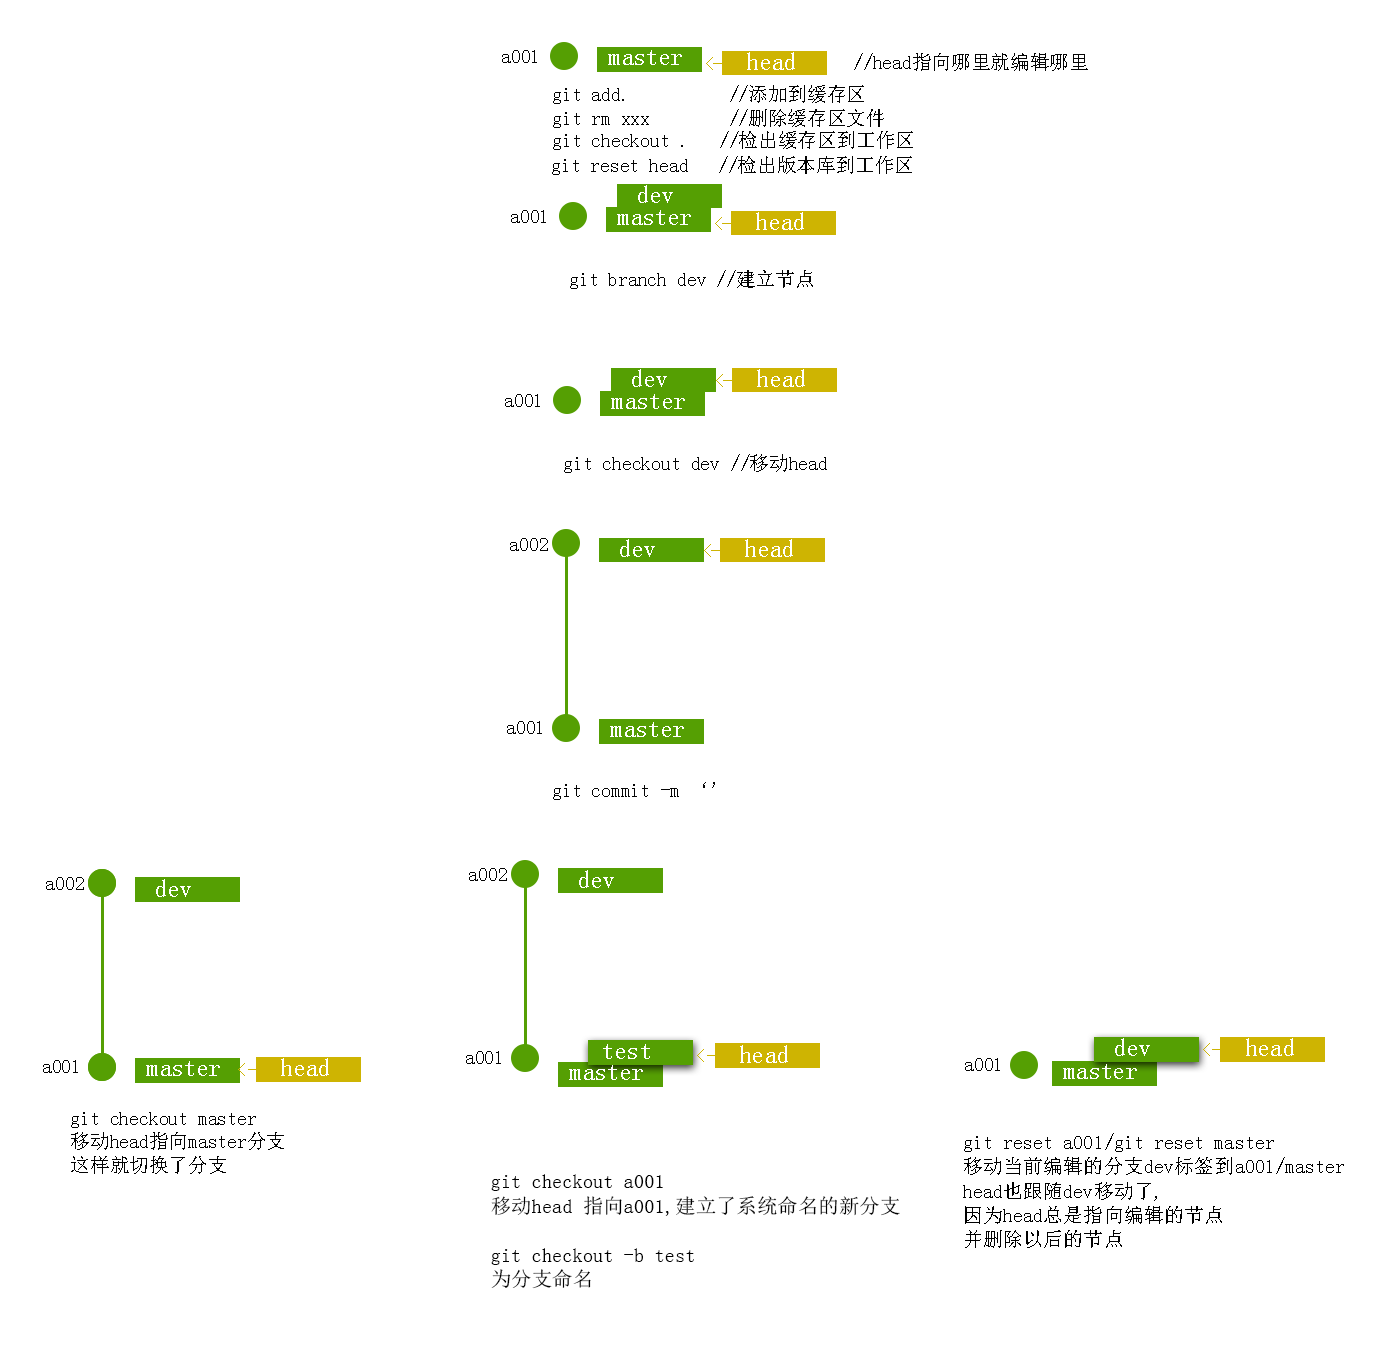 a001 master head //head指向哪里就编辑哪里
git add. //添加到缓存区
git rm xxx //删除缓存区文件
git checkout . //检出缓存区到工作区
git reset head //检出版本库到工作区
dev
a001 master head
git branch dev //建立节点
dev head
a001 master
git checkout dev //移动head
a002 dev head
a001 master
git commit -m ‘’
a002 dev
a001 master head
git checkout master
移动head指向master分支
这样就切换了分支
a002 dev
test head
a001 master
git checkout a001
移动head 指向a001,建立了系统命名的新分支
git checkout -b test
为分支命名
dev head
a001 master
git reset a001/git reset master
移动当前编辑的分支dev标签到a001/master
head也跟随dev移动了,
因为head总是指向编辑的节点
并删除以后的节点